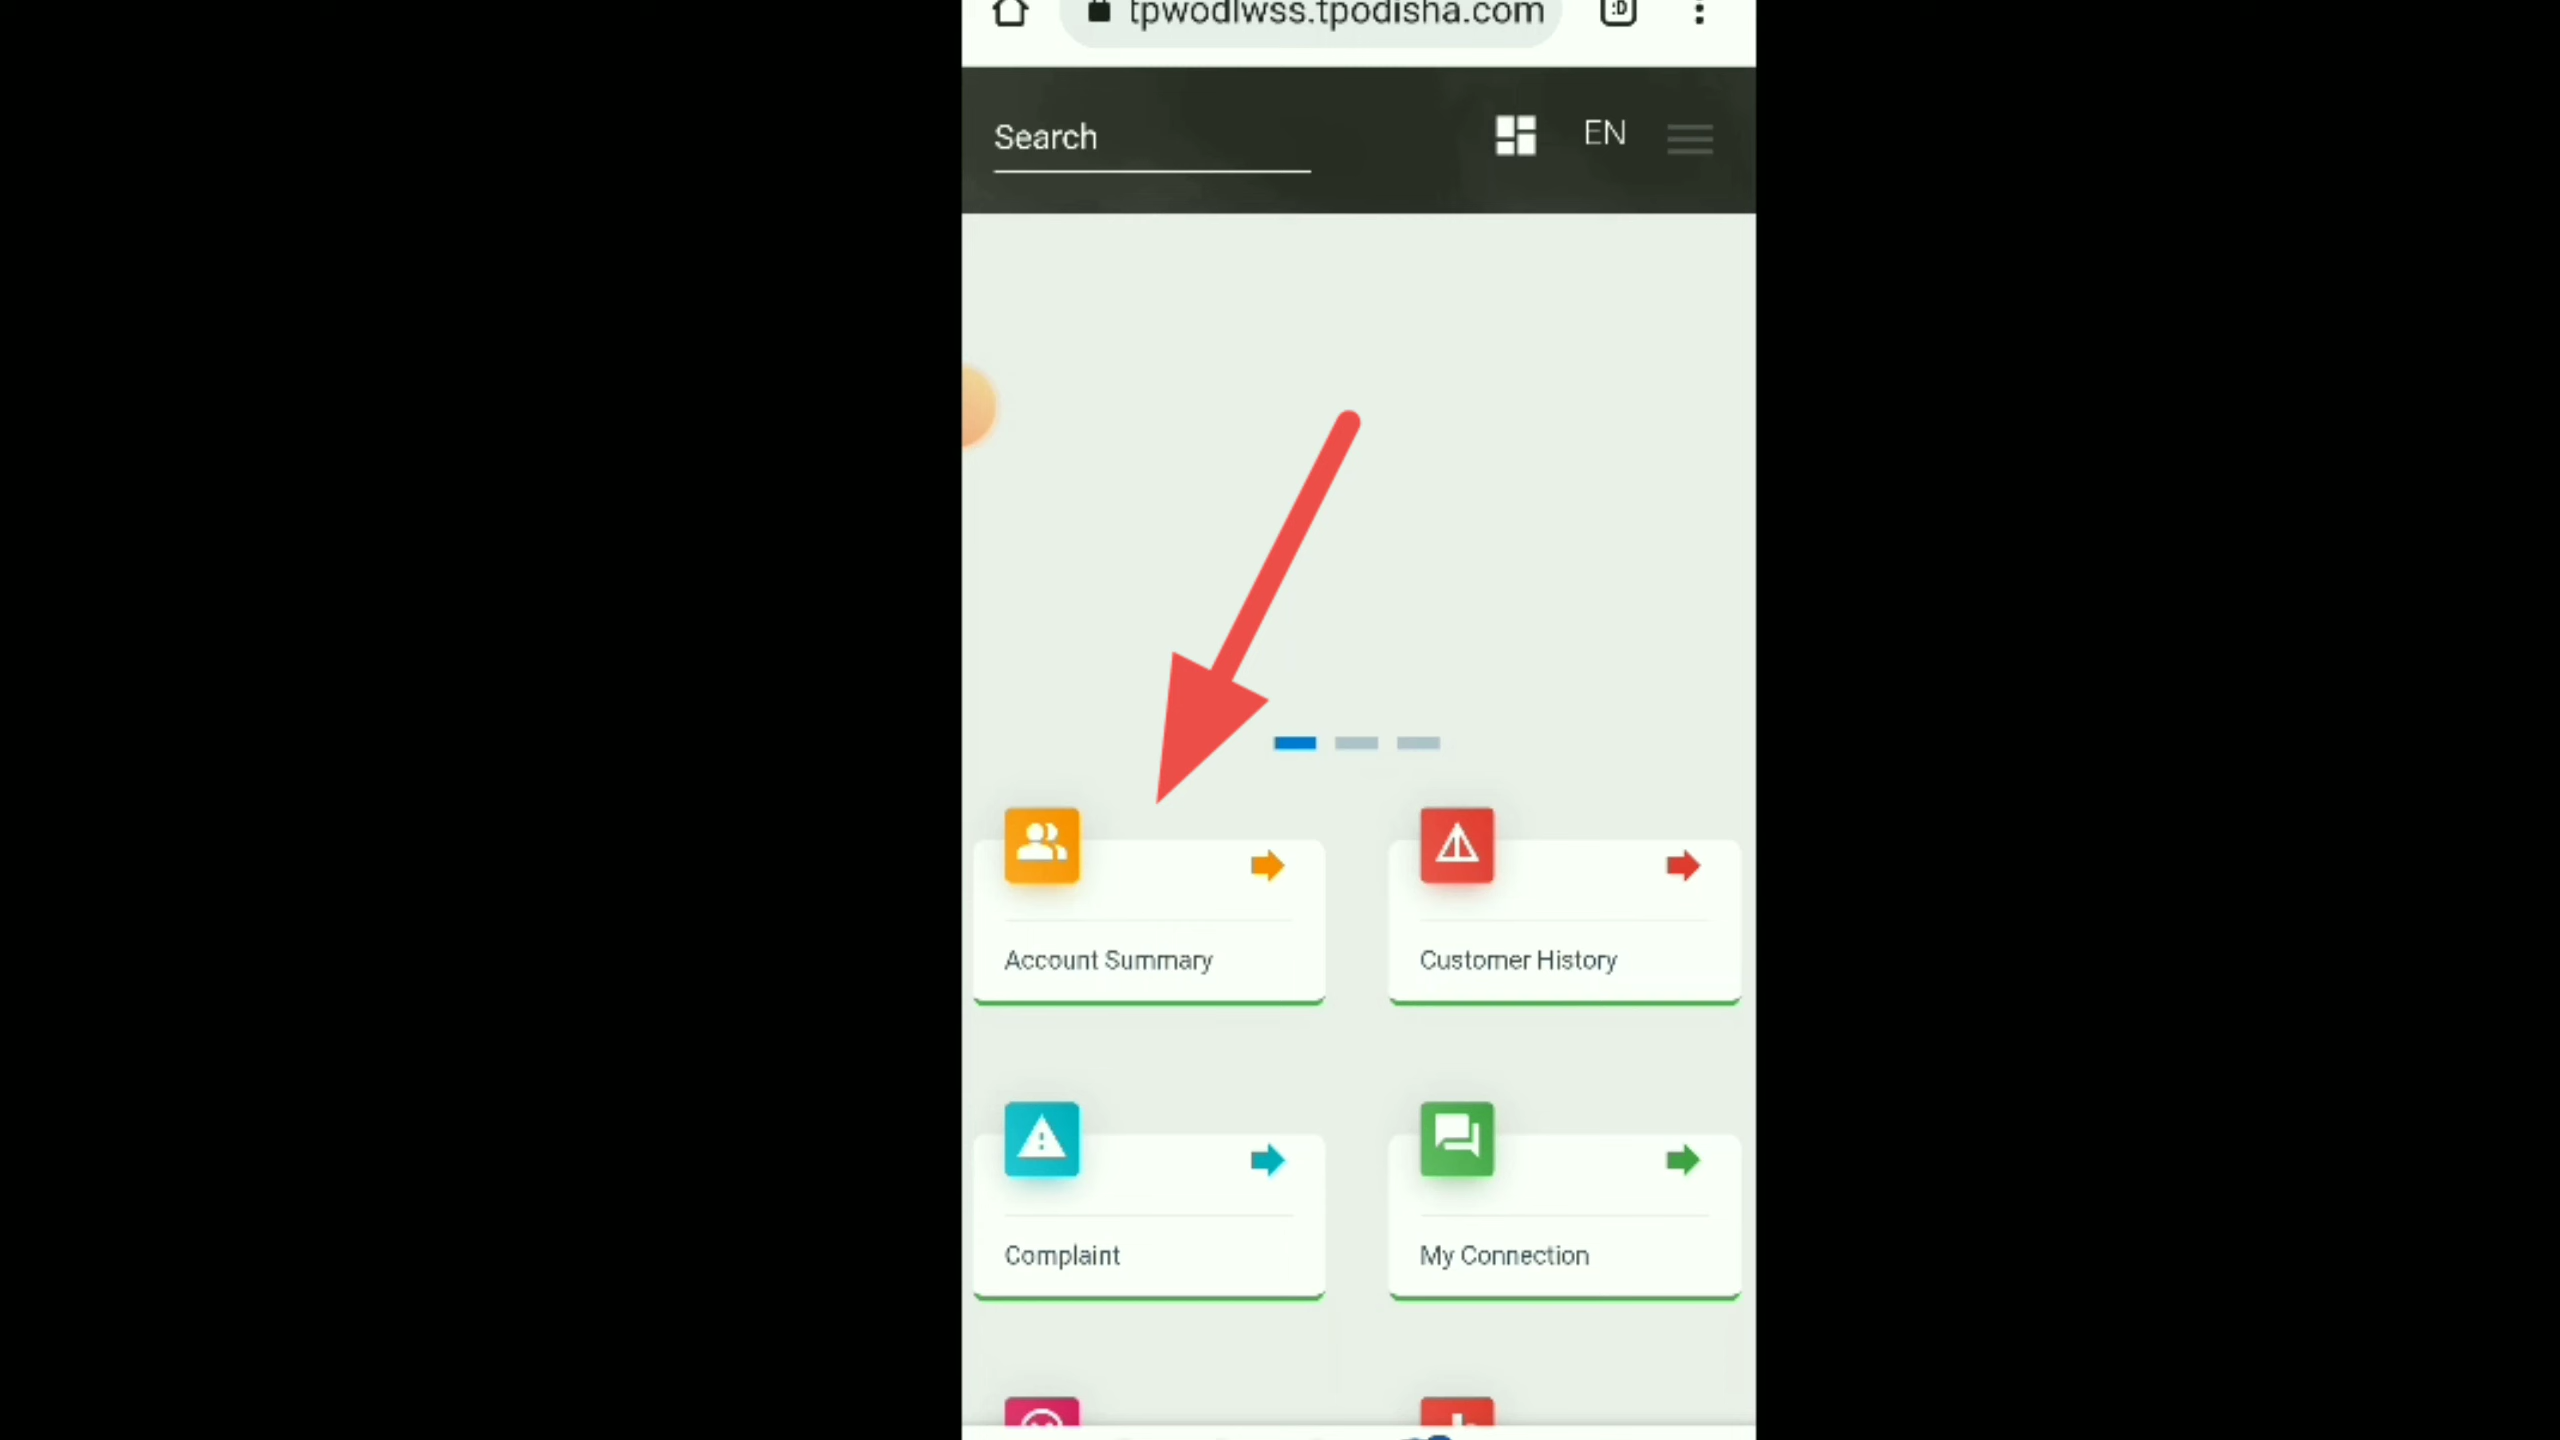 tpwodlwss.tpodisha.com
:D
Search
EN
Account Summary
Customer History
Complaint
My Connection